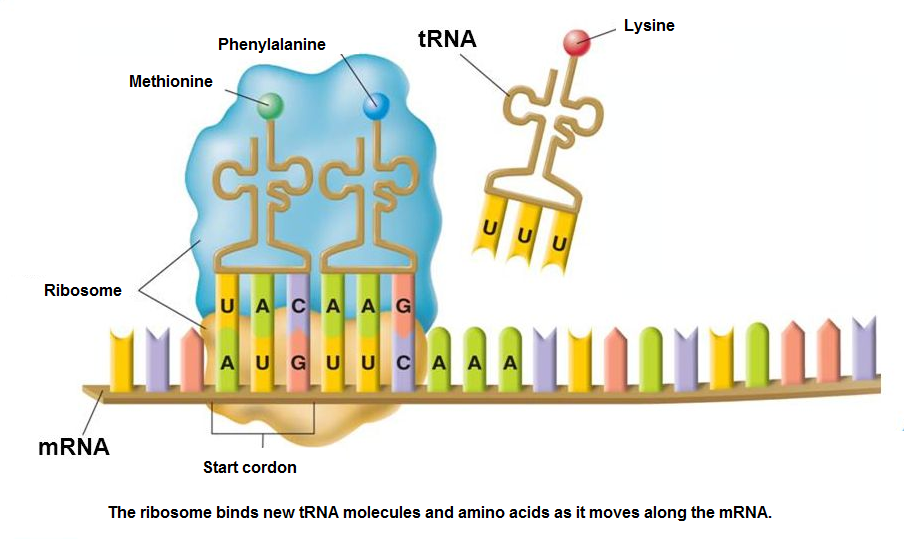 Lysine
tRNA
Phenylalanine
Methionine
U U U
Ribosome
U A C A A G
A U G U U C A A A
mRNA
Start cordon
The ribosome binds new tRNA molecules and amino acids as it moves along the mRNA.